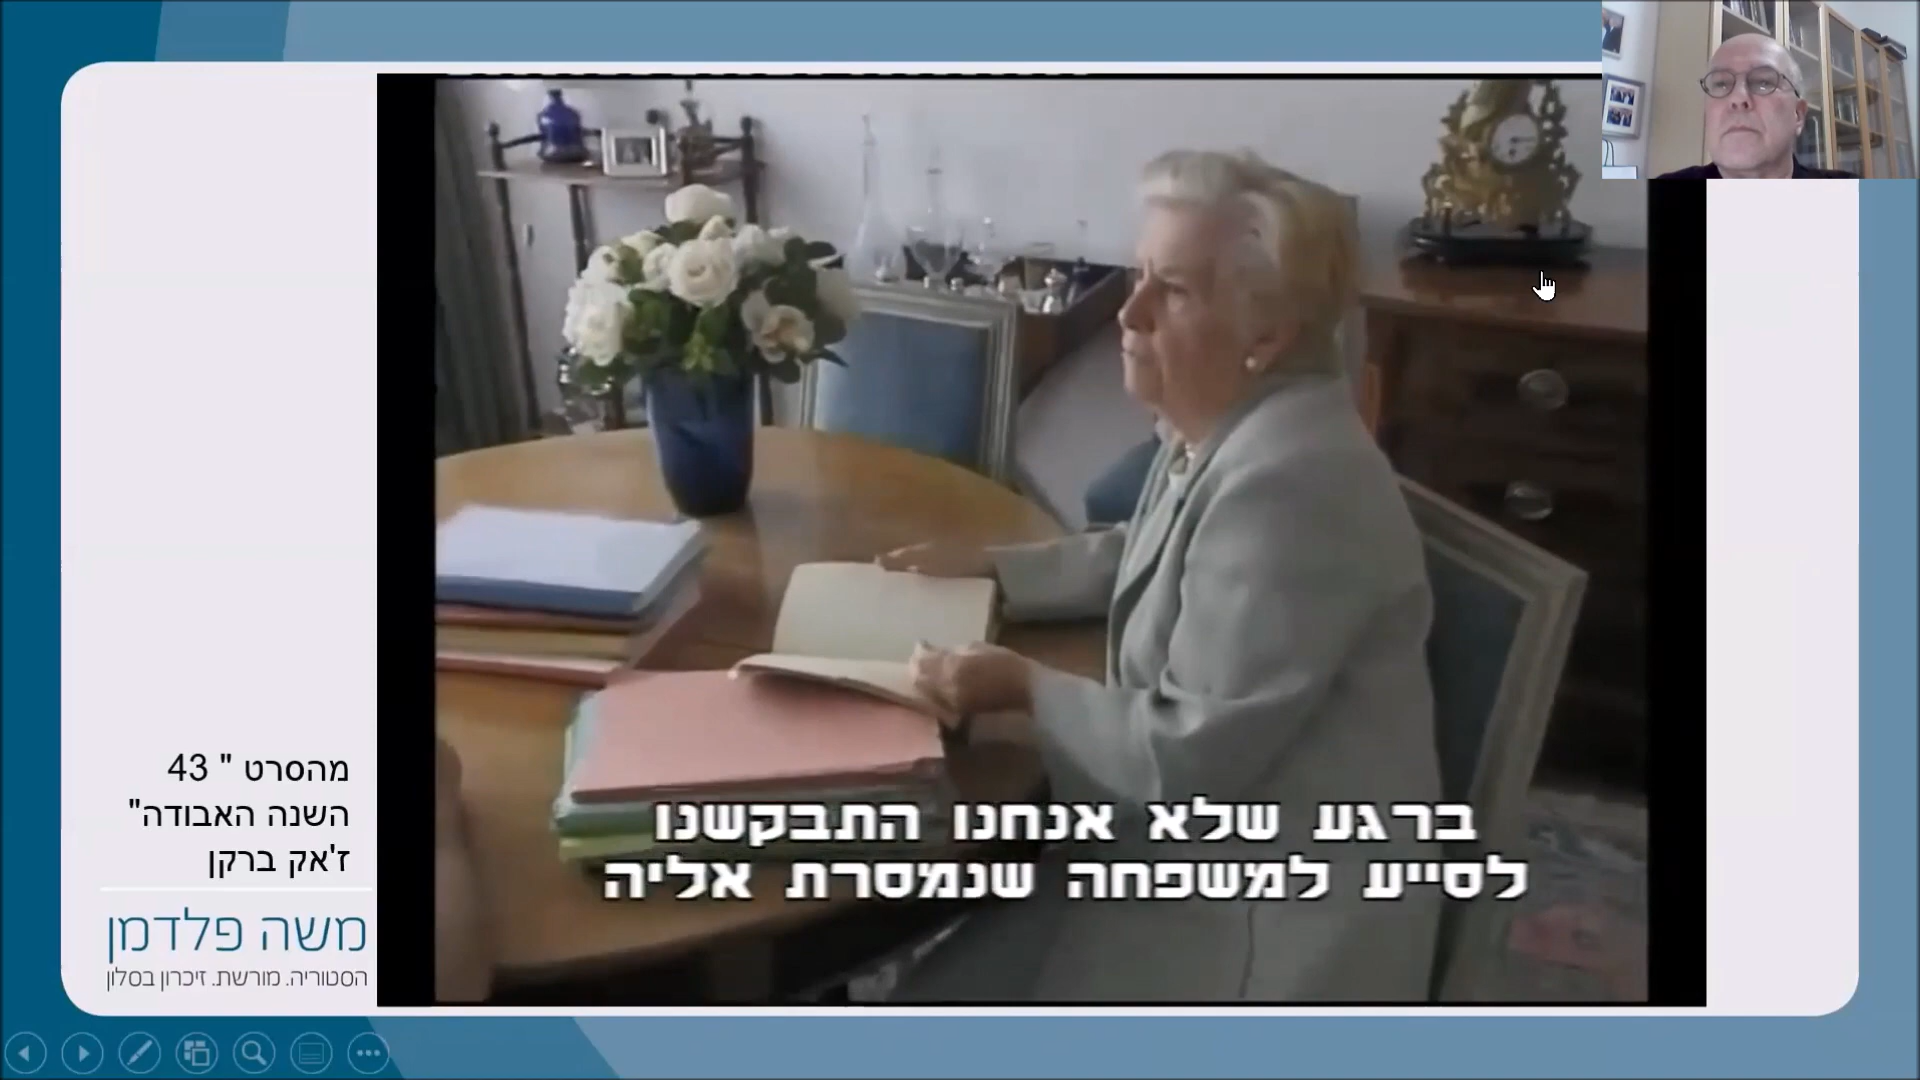 ברגע שלא אנחנו התבקשנו
לסייע למשפחה שנמסרת אליה
מהסרט " 43
השנה האבודה"
ז'אק ברקן
משה פלדמן
הסטוריה. מורשת. זיכרון בסלון